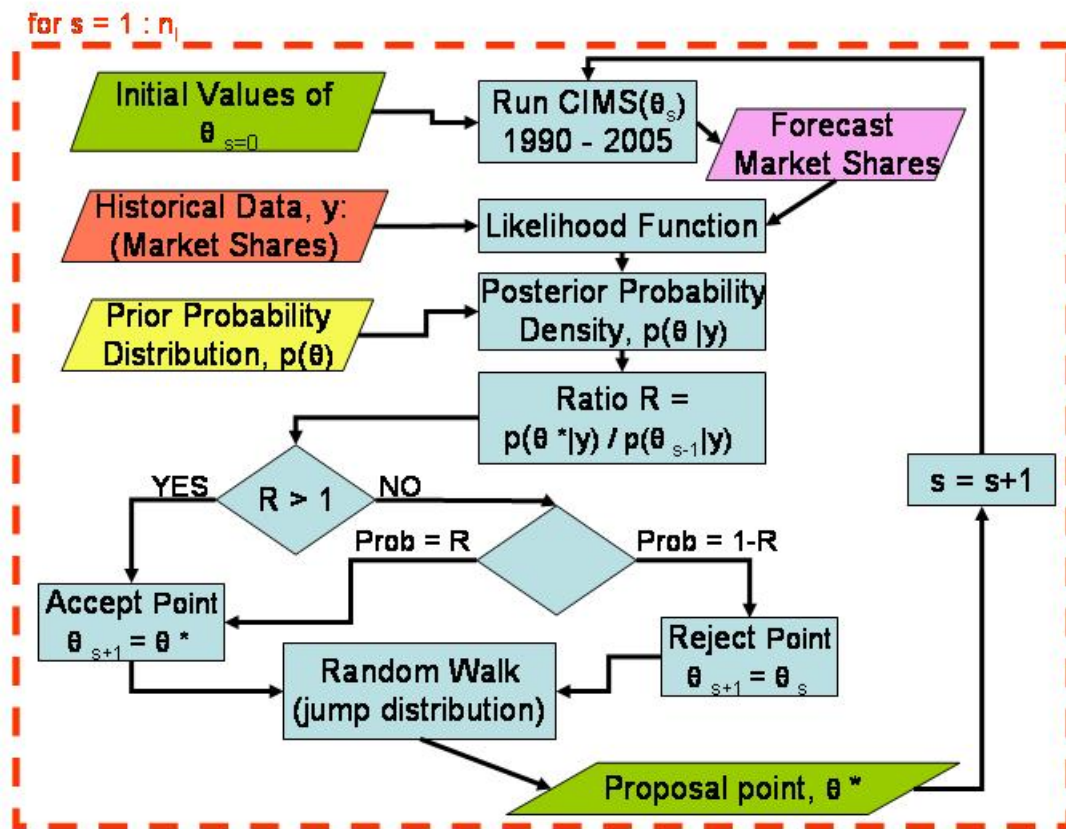 for s = 1 : nᵢ
Initial Values of
θ s=0
Run CIMS(θs)
1990 - 2005
Forecast
Market Shares
Historical Data, y:
(Market Shares)
Likelihood Function
Prior Probability
Distribution, p(θ)
Posterior Probability
Density, p(θ |y)
Ratio R =
p(θ *|y) / p(θ s-1|y)
YES
R > 1
NO
s = s+1
Prob = R
Prob = 1-R
Accept Point
θ s+1 = θ *
Reject Point
θ s+1 = θ s
Random Walk
(jump distribution)
Proposal point, θ *